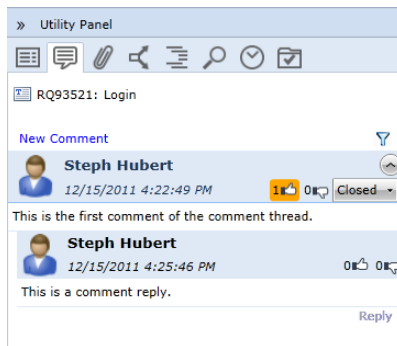 » Utility Panel
RQ93521: Login
New Comment
Steph Hubert
12/15/2011 4:22:49 PM 1 0 Closed
This is the first comment of the comment thread.
Steph Hubert
12/15/2011 4:25:46 PM 0 0
This is a comment reply.
Reply